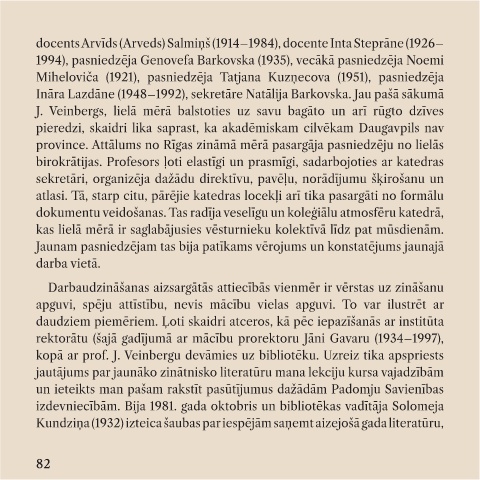 docents Arvīds (Arveds) Salmiņš (1914–1984), docente Inta Steprāne (1926–
1994), pasniedzēja Genovefa Barkovska (1935), vecākā pasniedzēja Noemi
Miheloviča (1921), pasniedzēja Tatjana Kuzņecova (1951), pasniedzēja
Ināra Lazdāne (1948–1992), sekretāre Natālija Barkovska. Jau pašā sākumā
J. Veinbergs, lielā mērā balstoties uz savu bagāto un arī rūgto dzīves
pieredzi, skaidri lika saprast, ka akadēmiskam cilvēkam Daugavpils nav
province. Attālums no Rīgas zināmā mērā pasargāja pasniedzēju no lielās
birokrātijas. Profesors ļoti elastīgi un prasmīgi, sadarbojoties ar katedras
sekretāri, organizēja dažādu direktīvu, pavēļu, norādījumu šķirošanu un
atlasi. Tā, starp citu, pārējie katedras locekļi arī tika pasargāti no formālu
dokumentu veidošanas. Tas radīja veselīgu un koleģiālu atmosfēru katedrā,
kas lielā mērā ir saglabājusies vēsturnieku kolektīvā līdz pat mūsdienām.
Jaunam pasniedzējam tas bija patīkams vērojums un konstatējums jaunajā
darba vietā.
Darbaudzināšanas aizsargātās attiecībās vienmēr ir vērstas uz zināšanu
apguvi, spēju attīstību, nevis mācību vielas apguvi. To var ilustrēt ar
daudziem piemēriem. Ļoti skaidri atceros, kā pēc iepazīšanās ar institūta
rektorātu (šajā gadījumā ar mācību prorektoru Jāni Gavaru (1934–1997),
kopā ar prof. J. Veinbergu devāmies uz bibliotēku. Uzreiz tika apspriests
jautājums par jaunāko zinātnisko literatūru mana lekciju kursa vajadzībām
un ieteikts man pašam rakstīt pasūtījumus dažādām Padomju Savienības
izdevniecībām. Bija 1981. gada oktobris un bibliotēkas vadītāja Solomeja
Kundziņa (1932) izteica šaubas par iespējām saņemt aizejošā gada literatūru,
82